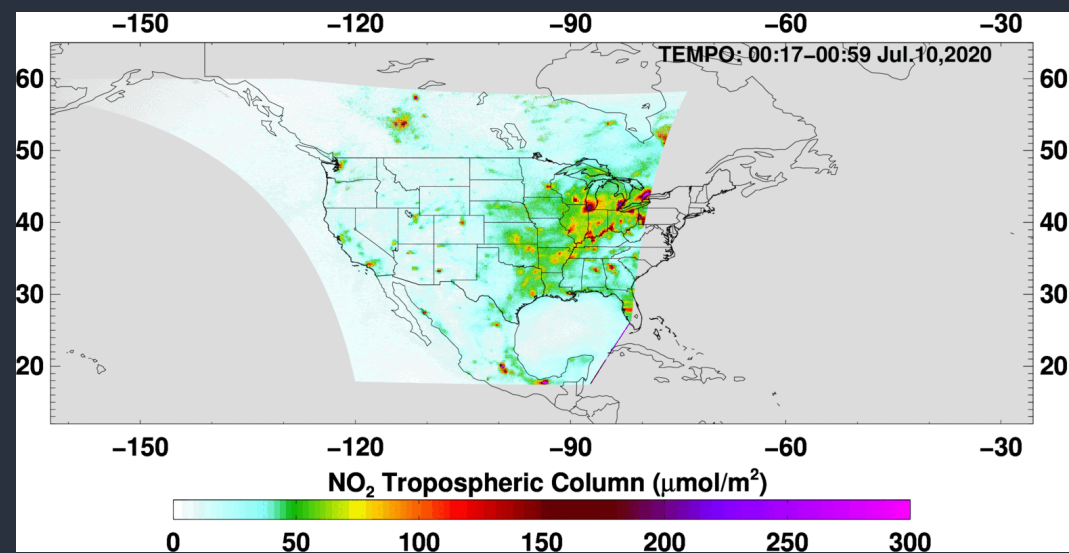 −150 −120 −90 −60 −30
TEMPO: 00:17−00:59 Jul.10,2020
60 60
50 50
40 40
30 30
20 20
−150 −120 −90 −60 −30
NO₂ Tropospheric Column (μmol/m²)
0 50 100 150 200 250 300